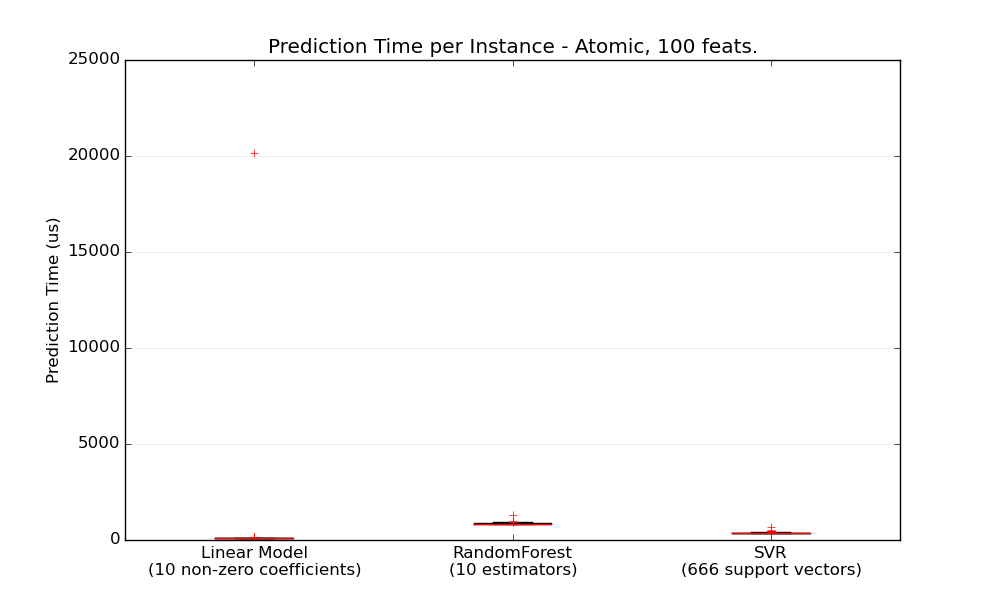 Prediction Time per Instance - Atomic, 100 feats.
25000
20000
15000
10000
5000
0
Prediction Time (us)
Linear Model
(10 non-zero coefficients)
RandomForest
(10 estimators)
SVR
(666 support vectors)